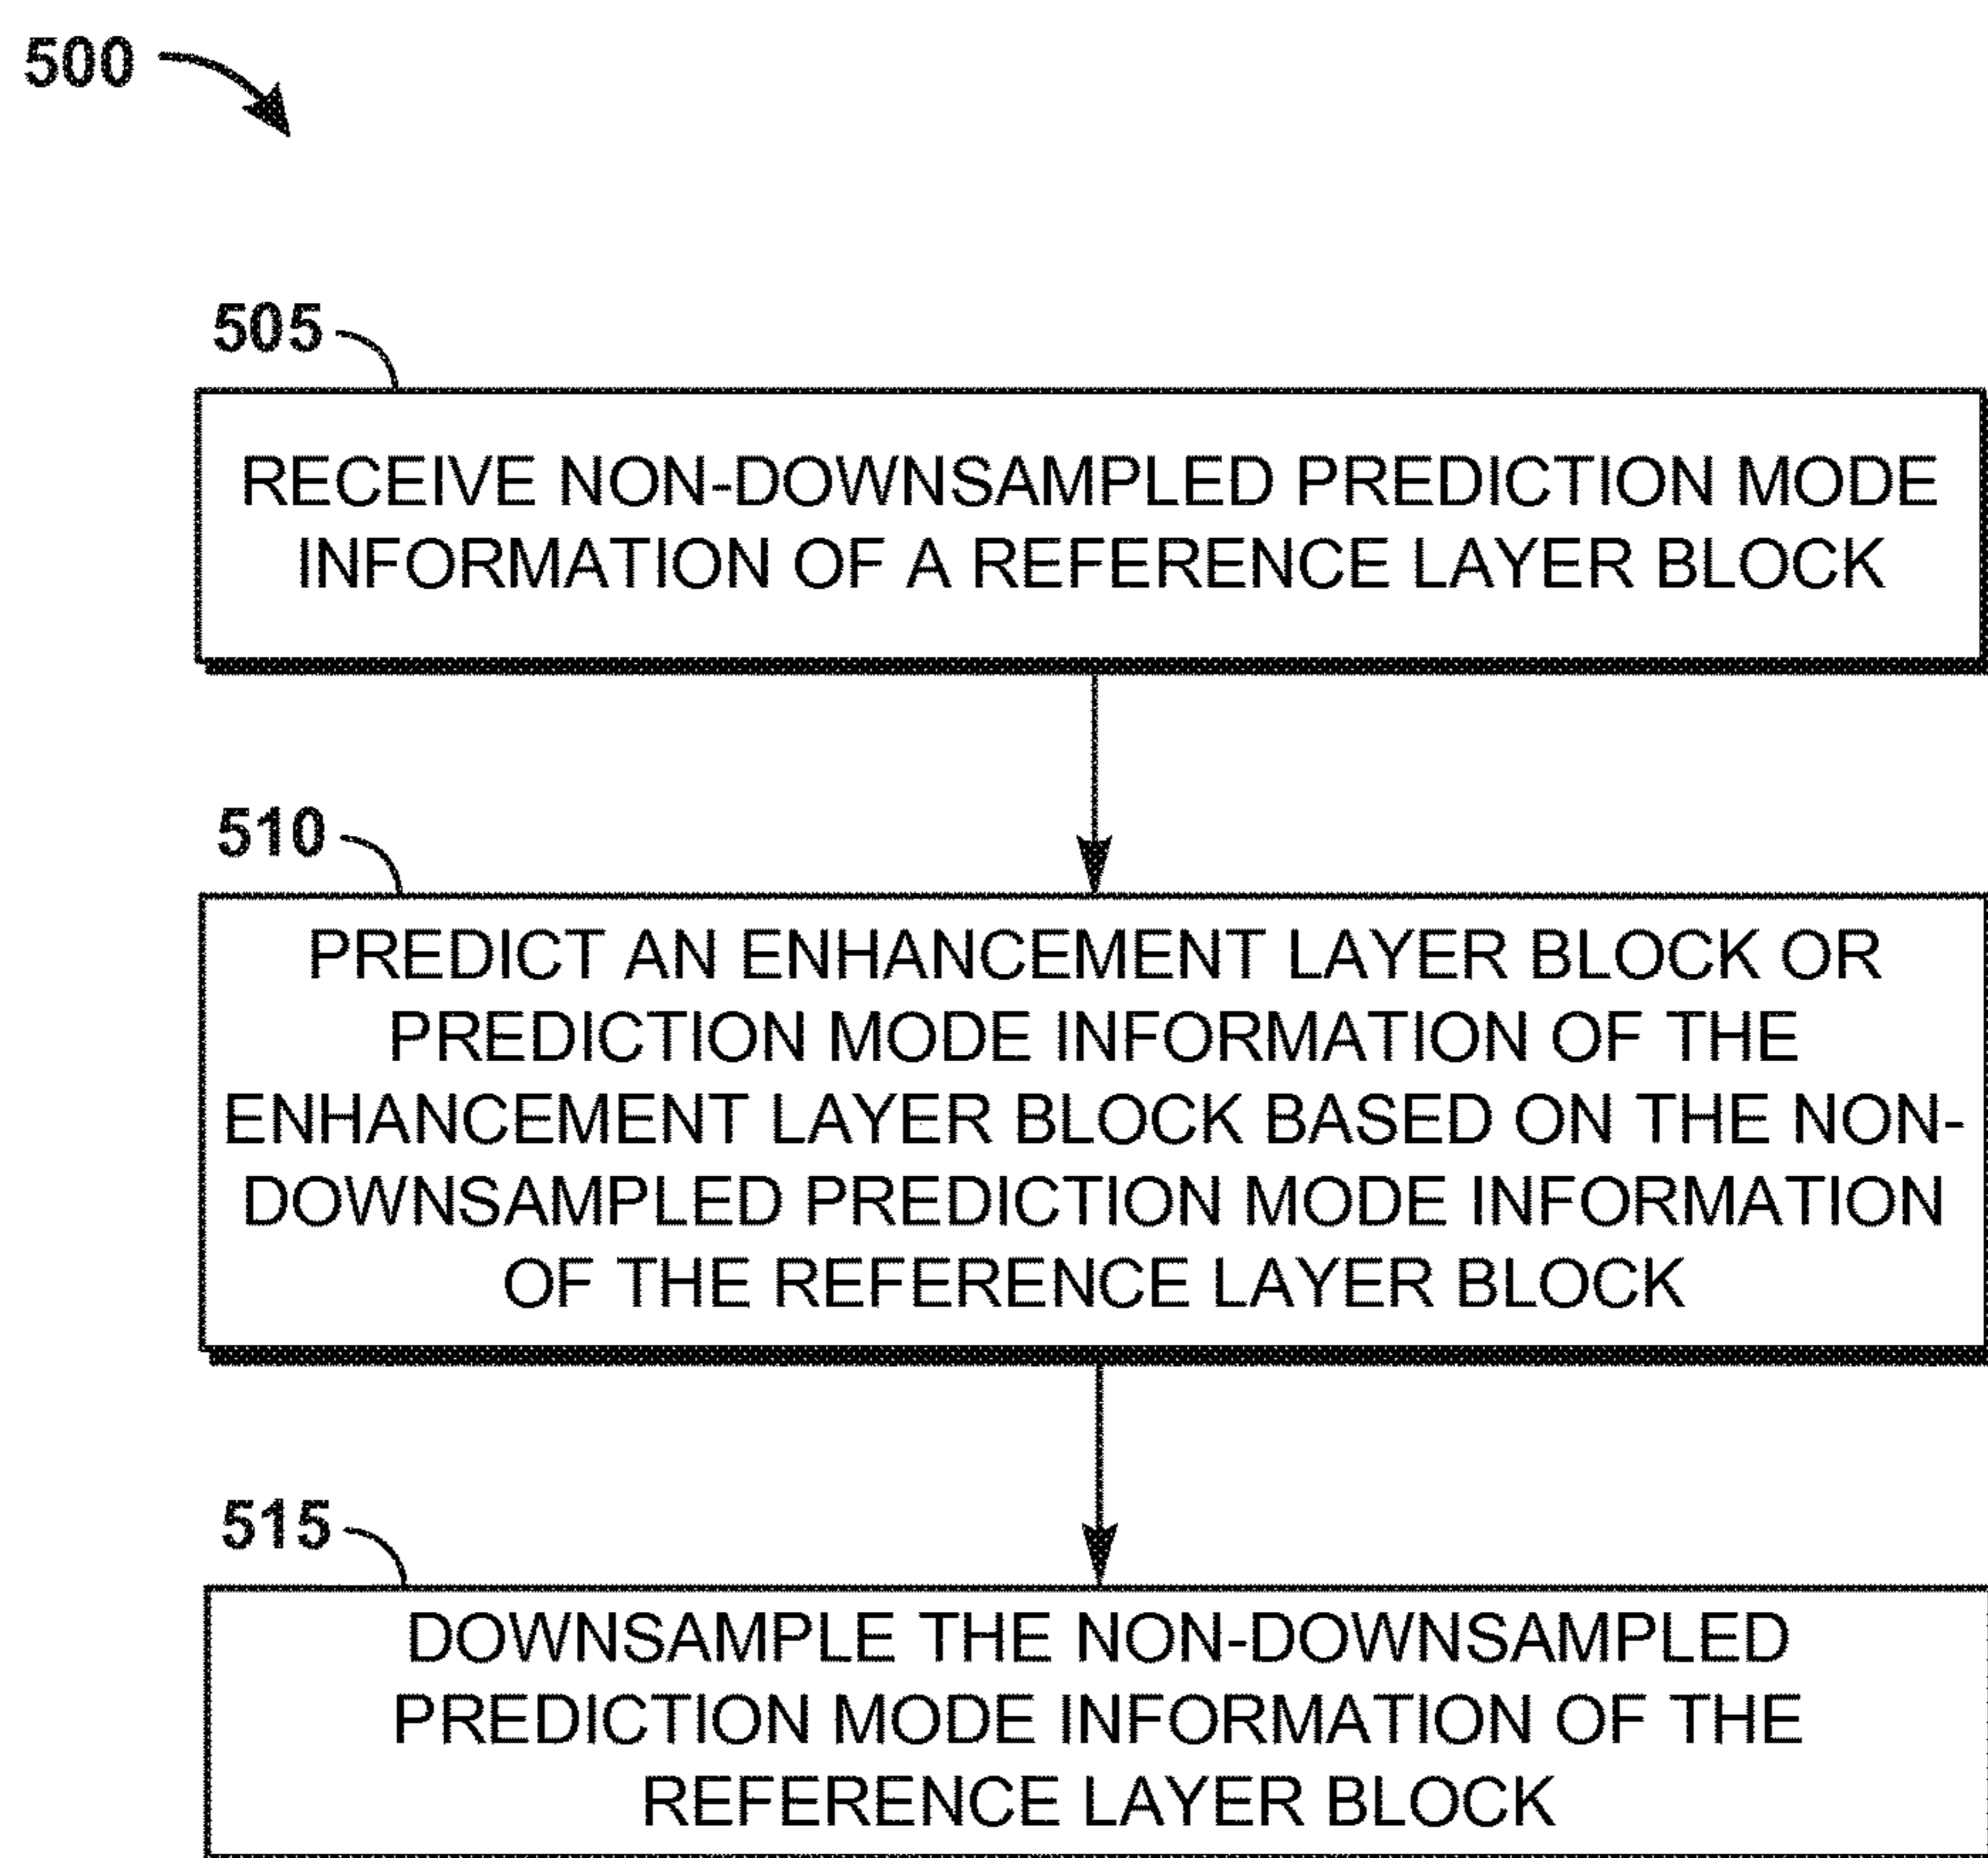 500
505
RECEIVE NON-DOWNSAMPLED PREDICTION MODE
INFORMATION OF A REFERENCE LAYER BLOCK
510
PREDICT AN ENHANCEMENT LAYER BLOCK OR
PREDICTION MODE INFORMATION OF THE
ENHANCEMENT LAYER BLOCK BASED ON THE NON-
DOWNSAMPLED PREDICTION MODE INFORMATION
OF THE REFERENCE LAYER BLOCK
515
DOWNSAMPLE THE NON-DOWNSAMPLED
PREDICTION MODE INFORMATION OF THE
REFERENCE LAYER BLOCK